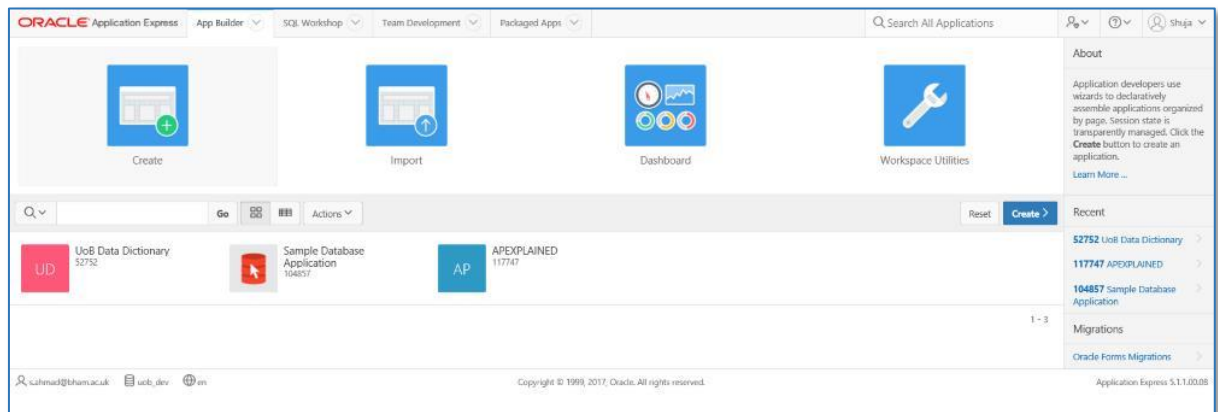 ORACLE Application Express App Builder SQL Workshop Team Development Packaged Apps Search All Applications Shuja
Create
Import
Dashboard
Workspace Utilities
About
Application developers use
wizards to declaratively
assemble applications organized
by page. Session state is
transparently managed. Click the
Create button to create an
application.
Learn More ...
Go Actions Reset Create >
UD
UoB Data Dictionary
52752
Sample Database
Application
104857
AP
APEXPLAINED
117747
1 - 3
Recent
52752 UoB Data Dictionary
117747 APEXPLAINED
104857 Sample Database
Application
Migrations
Oracle Forms Migrations
s.ahmad@bham.ac.uk uob_dev en
Copyright © 1999, 2017, Oracle. All rights reserved.
Application Express 5.1.1.00.08